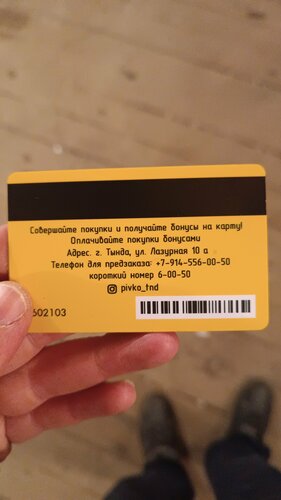 Совершайте покупки и получайте бонусы на карту!
Оплачивайте покупки бонусами
Адрес. г. Тында, ул. Лазурная 10 а
Телефон для предзаказа: +7-914-556-00-50
короткий номер 6-00-50
pivko_tnd
602103